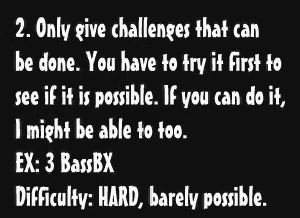 2. Only give challenges that can
be done. You have to try it first to
see if it is possible. If you can do it,
I might be able to too.
EX: 3 BassBX
Difficulty: HARD, barely possible.